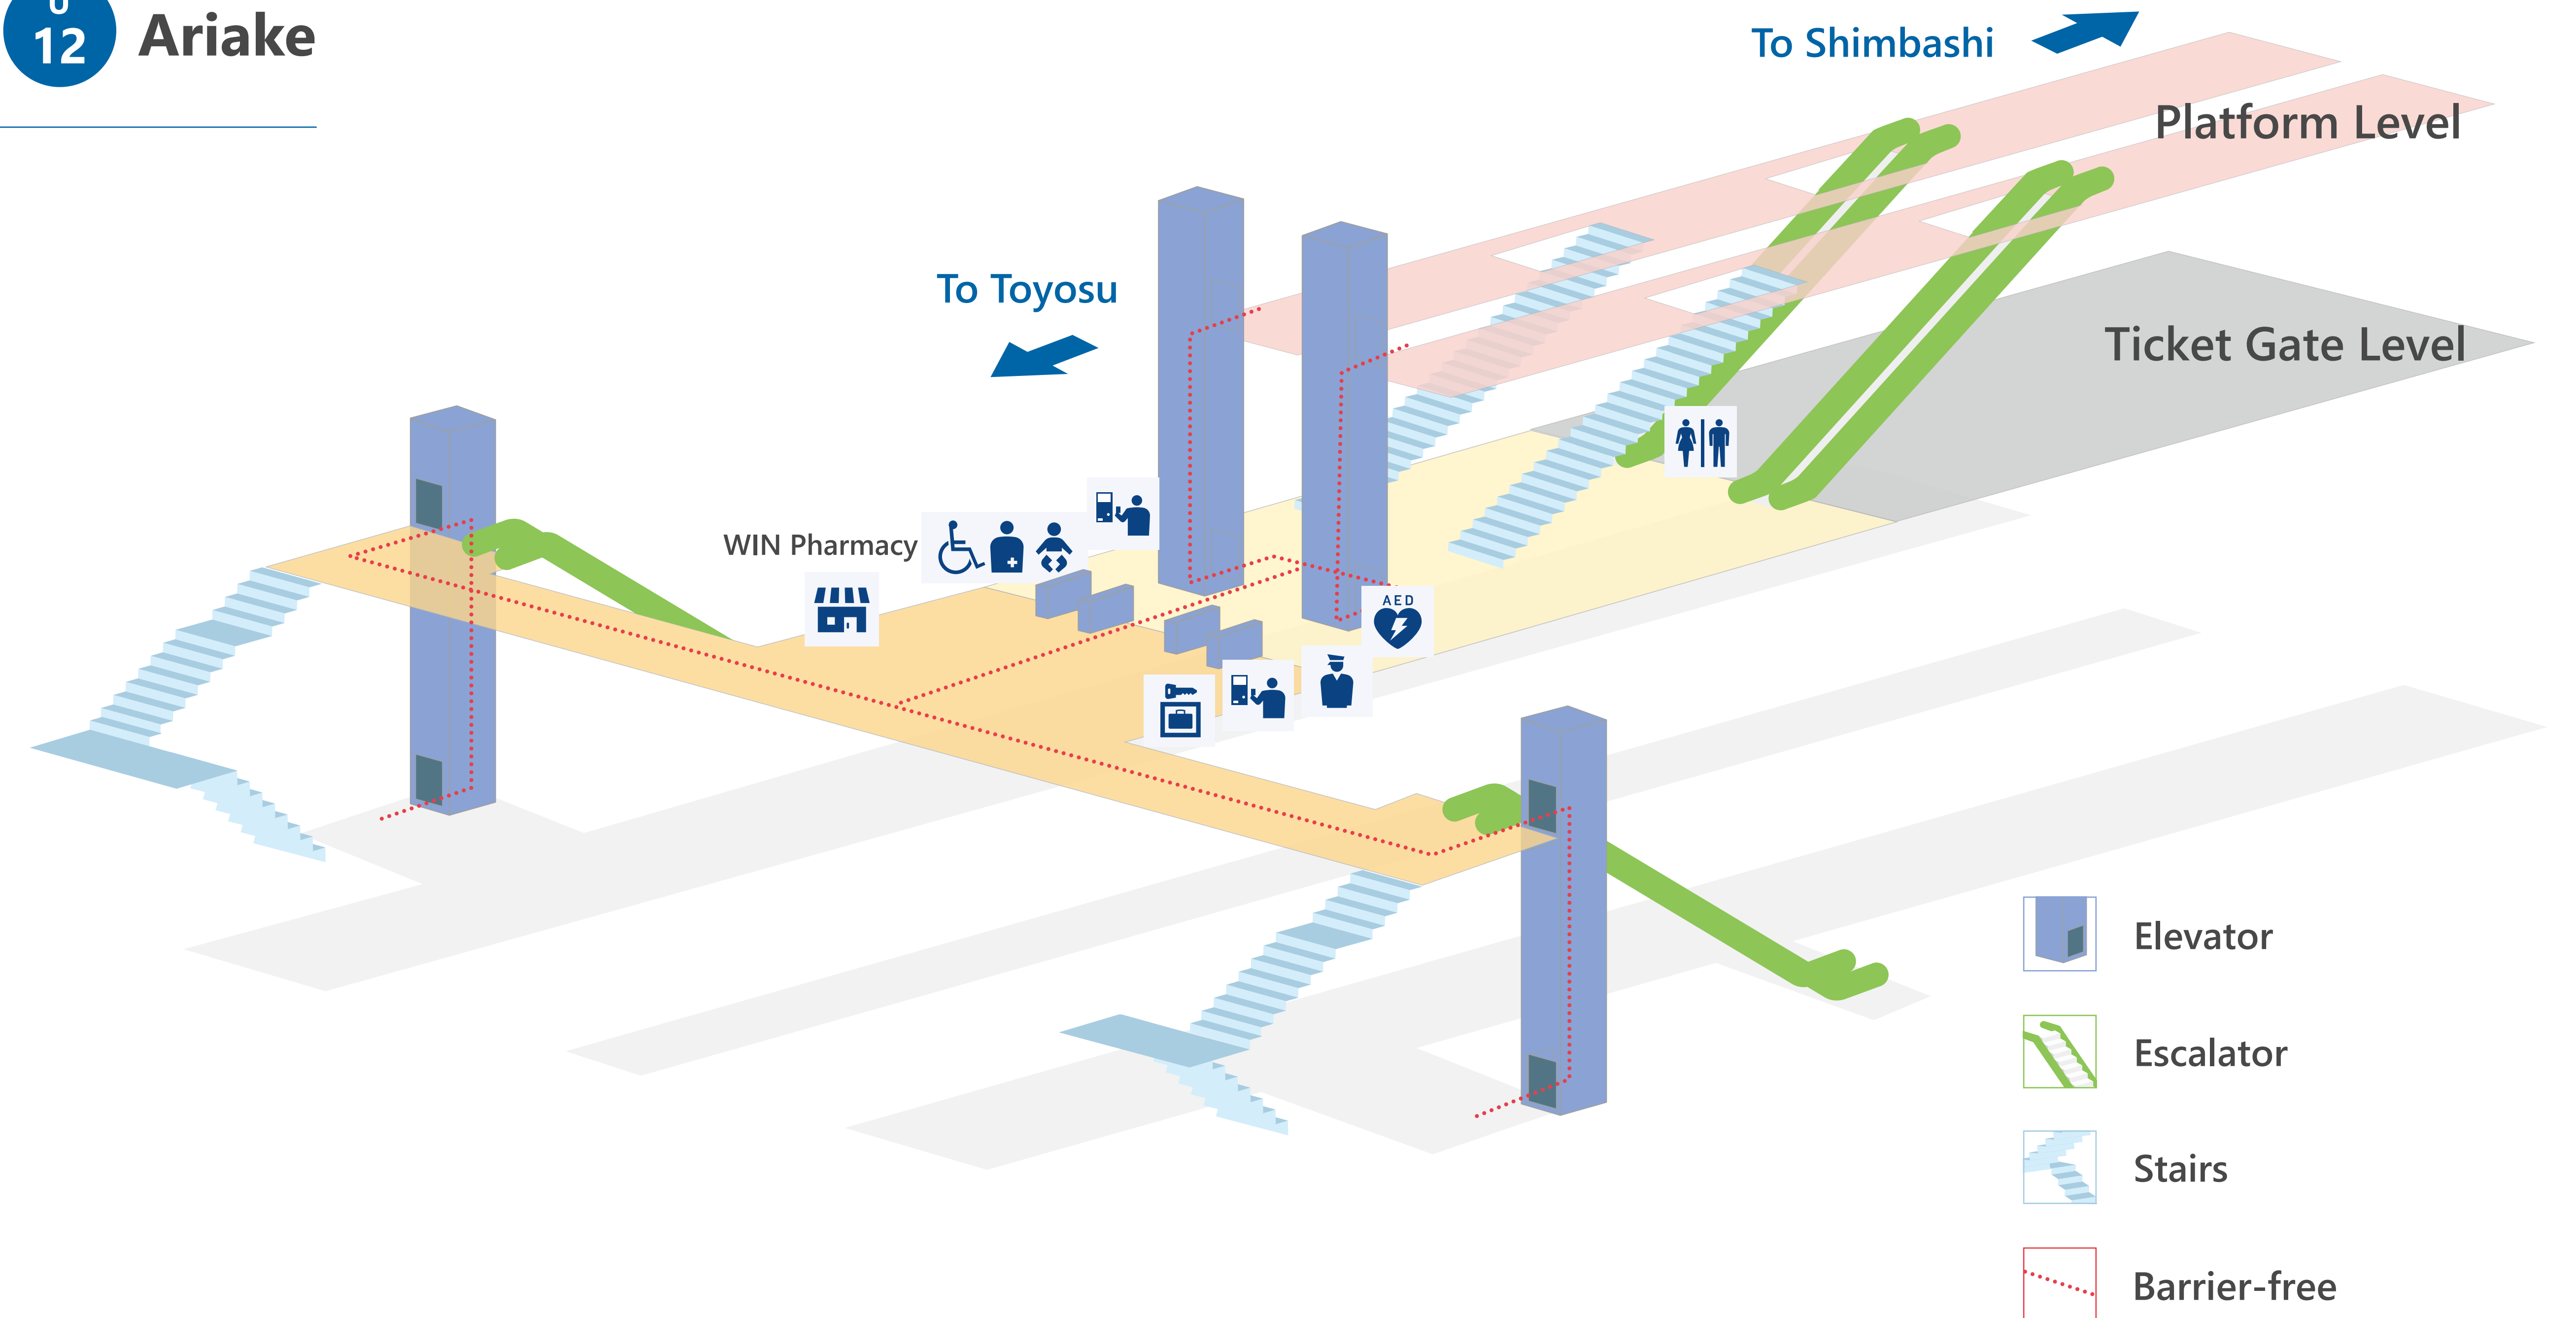 U
12
Ariake
To Shimbashi
Platform Level
To Toyosu
Ticket Gate Level
WIN Pharmacy
AED
Elevator
Escalator
Stairs
Barrier-free